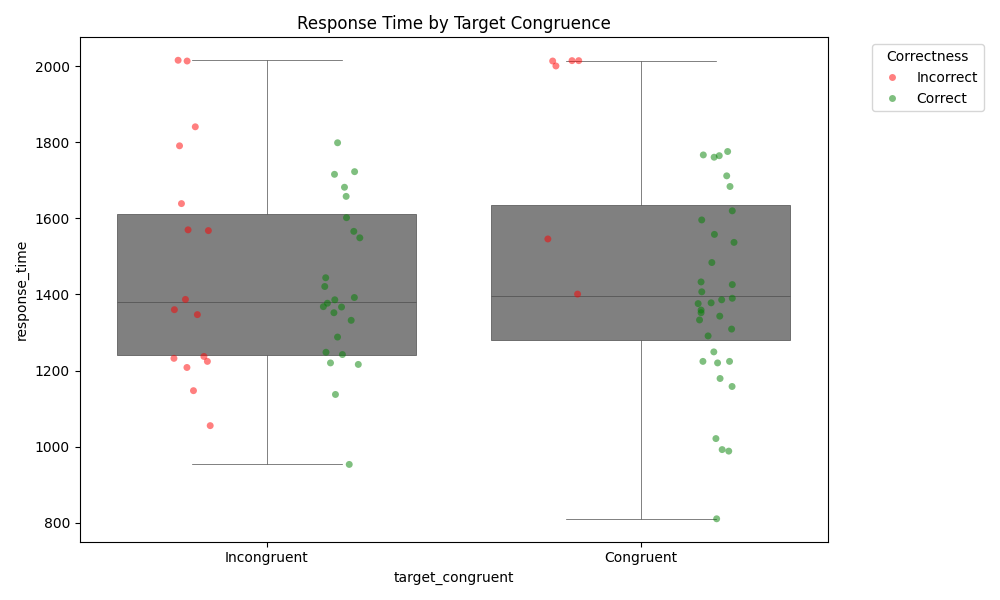 Response Time by Target Congruence
Correctness
Incorrect
Correct
response_time
2000
1800
1600
1400
1200
1000
800
Incongruent
Congruent
target_congruent